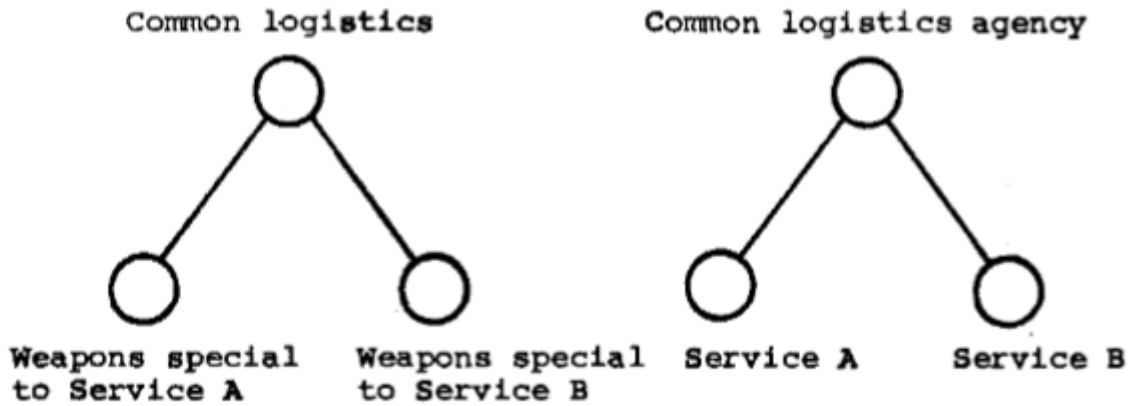 Common logistics
Common logistics agency
Weapons special
to Service A
Weapons special
to Service B
Service A
Service B